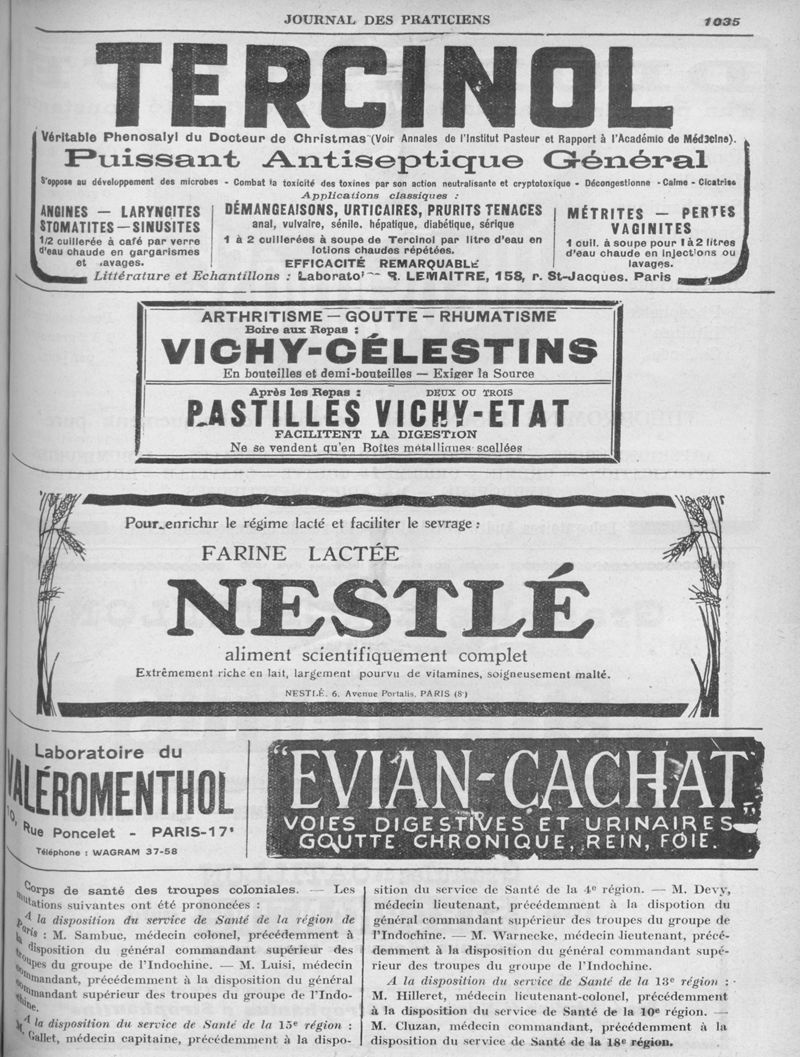 JOURNAL DES PRATICIENS 1035
TERCINOL
Véritable Phenosalyl du Docteur de Christmas (Voir Annales de l'Institut Pasteur et Rapport à l'Académie de Médecine).
Puissant Antiseptique Général
S'oppose au développement des microbes - Combat la toxicité des toxines par son action neutralisante et cryptotoxique - Décongestionne - Calme - Cicatrise
Applications classiques :
ANGINES — LARYNGITES
STOMATITES — SINUSITES
1/2 cuillerée à café par verre
d'eau chaude en gargarismes
et lavages.
DÉMANGEAISONS, URTICAIRES, PRURITS TENACES
anal, vulvaire, sénile, hépatique, diabétique, sérique
1 à 2 cuillerées à soupe de Tercinol par litre d'eau en
lotions chaudes répétées.
EFFICACITÉ REMARQUABLE
MÉTRITES — PERTES
VAGINITES
1 cuil. à soupe pour 1 à 2 litres
d'eau chaude en injections ou
lavages.
Littérature et Echantillons : Laborato R. LEMAITRE, 158, r. St-Jacques. Paris
ARTHRITISME — GOUTTE — RHUMATISME
Boire aux Repas :
VICHY-CÉLESTINS
En bouteilles et demi-bouteilles — Exiger la Source
Après les Repas : DEUX OU TROIS
PASTILLES VICHY-ETAT
FACILITENT LA DIGESTION
Ne se vendent qu'en Boîtes métalliques scellées
Pour enrichir le régime lacté et faciliter le sevrage :
FARINE LACTÉE
NESTLÉ
aliment scientifiquement complet
Extrêmement riche en lait, largement pourvu de vitamines, soigneusement malté.
NESTLÉ, 6, Avenue Portalis, PARIS (8ᵉ)
Laboratoire du
VALÉROMENTHOL
10, Rue Poncelet - PARIS-17ᵉ
Téléphone : WAGRAM 37-58
"EVIAN-CACHAT"
VOIES DIGESTIVES ET URINAIRES
GOUTTE CHRONIQUE, REIN, FOIE.
Corps de santé des troupes coloniales. — Les
mutations suivantes ont été prononcées :
A la disposition du service de Santé de la région de
Paris : M. Sambuc, médecin colonel, précédemment à
la disposition du général commandant supérieur des
troupes du groupe de l'Indochine. — M. Luisi, médecin
commandant, précédemment à la disposition du général
commandant supérieur des troupes du groupe de l'Indo-
chine.
A la disposition du service de Santé de la 15ᵉ région :
M. Gallet, médecin capitaine, précédemment à la dispo-
sition du service de Santé de la 4ᵉ région. — M. Devy,
médecin lieutenant, précédemment à la dispotion du
général commandant supérieur des troupes du groupe de
l'Indochine. — M. Warnecke, médecin lieutenant, précé-
demment à la disposition du général commandant supé-
rieur des troupes du groupe de l'Indochine.
A la disposition du service de Santé de la 13ᵉ région :
M. Hilleret, médecin lieutenant-colonel, précédemment
à la disposition du service de Santé de la 10ᵉ région. —
M. Cluzan, médecin commandant, précédemment à la
disposition du service de Santé de la 18ᵉ région.